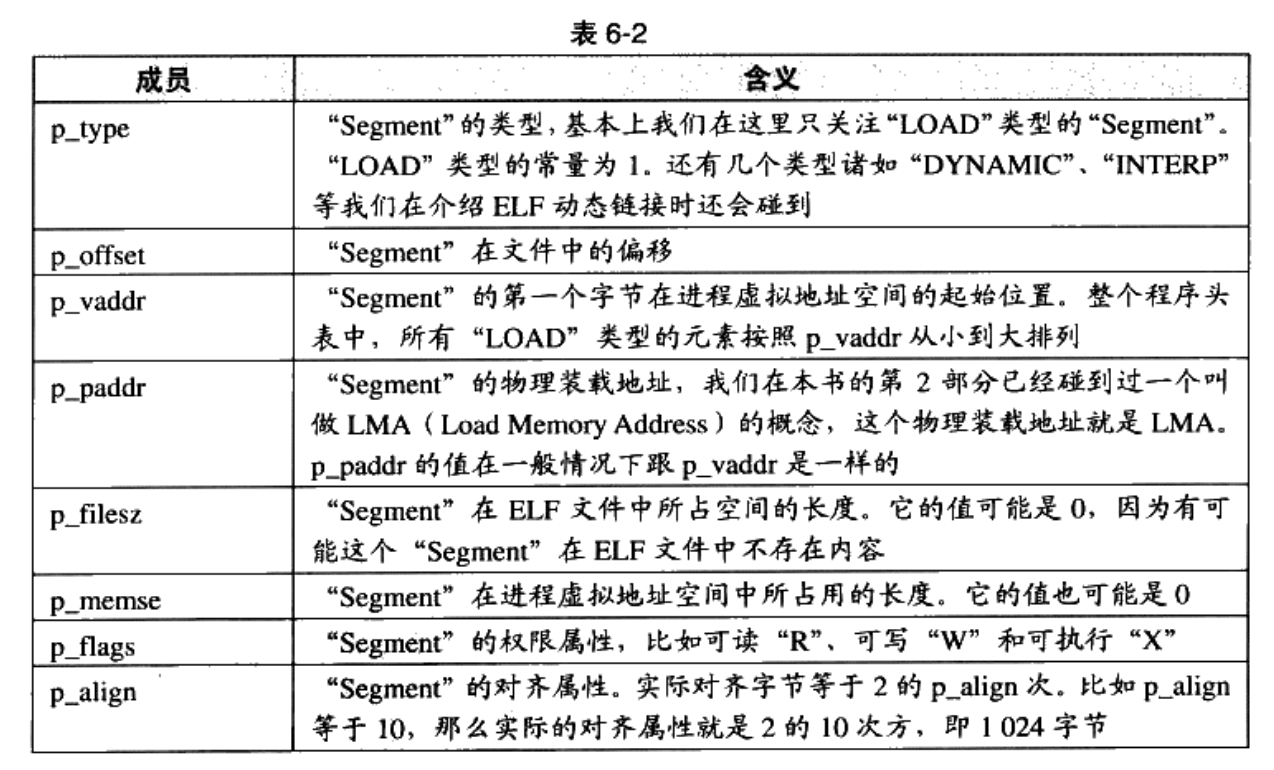 表 6-2
成员
含义
p_type
“Segment”的类型,基本上我们在这里只关注“LOAD”类型的“Segment”。
“LOAD”类型的常量为 1。还有几个类型诸如“DYNAMIC”、“INTERP”
等我们在介绍 ELF 动态链接时还会碰到
p_offset
“Segment”在文件中的偏移
p_vaddr
“Segment”的第一个字节在进程虚拟地址空间的起始位置。整个程序头
表中，所有“LOAD”类型的元素按照 p_vaddr 从小到大排列
p_paddr
“Segment”的物理装载地址，我们在本书的第 2 部分已经碰到过一个叫
做 LMA（Load Memory Address）的概念，这个物理装载地址就是 LMA。
p_paddr 的值在一般情况下跟 p_vaddr 是一样的
p_filesz
“Segment”在 ELF 文件中所占空间的长度。它的值可能是 0，因为有可
能这个“Segment”在 ELF 文件中不存在内容
p_memse
“Segment”在进程虚拟地址空间中所占用的长度。它的值也可能是 0
p_flags
“Segment”的权限属性，比如可读“R”、可写“W”和可执行“X”
p_align
“Segment”的对齐属性。实际对齐字节等于 2 的 p_align 次。比如 p_align
等于 10，那么实际的对齐属性就是 2 的 10 次方，即 1 024 字节